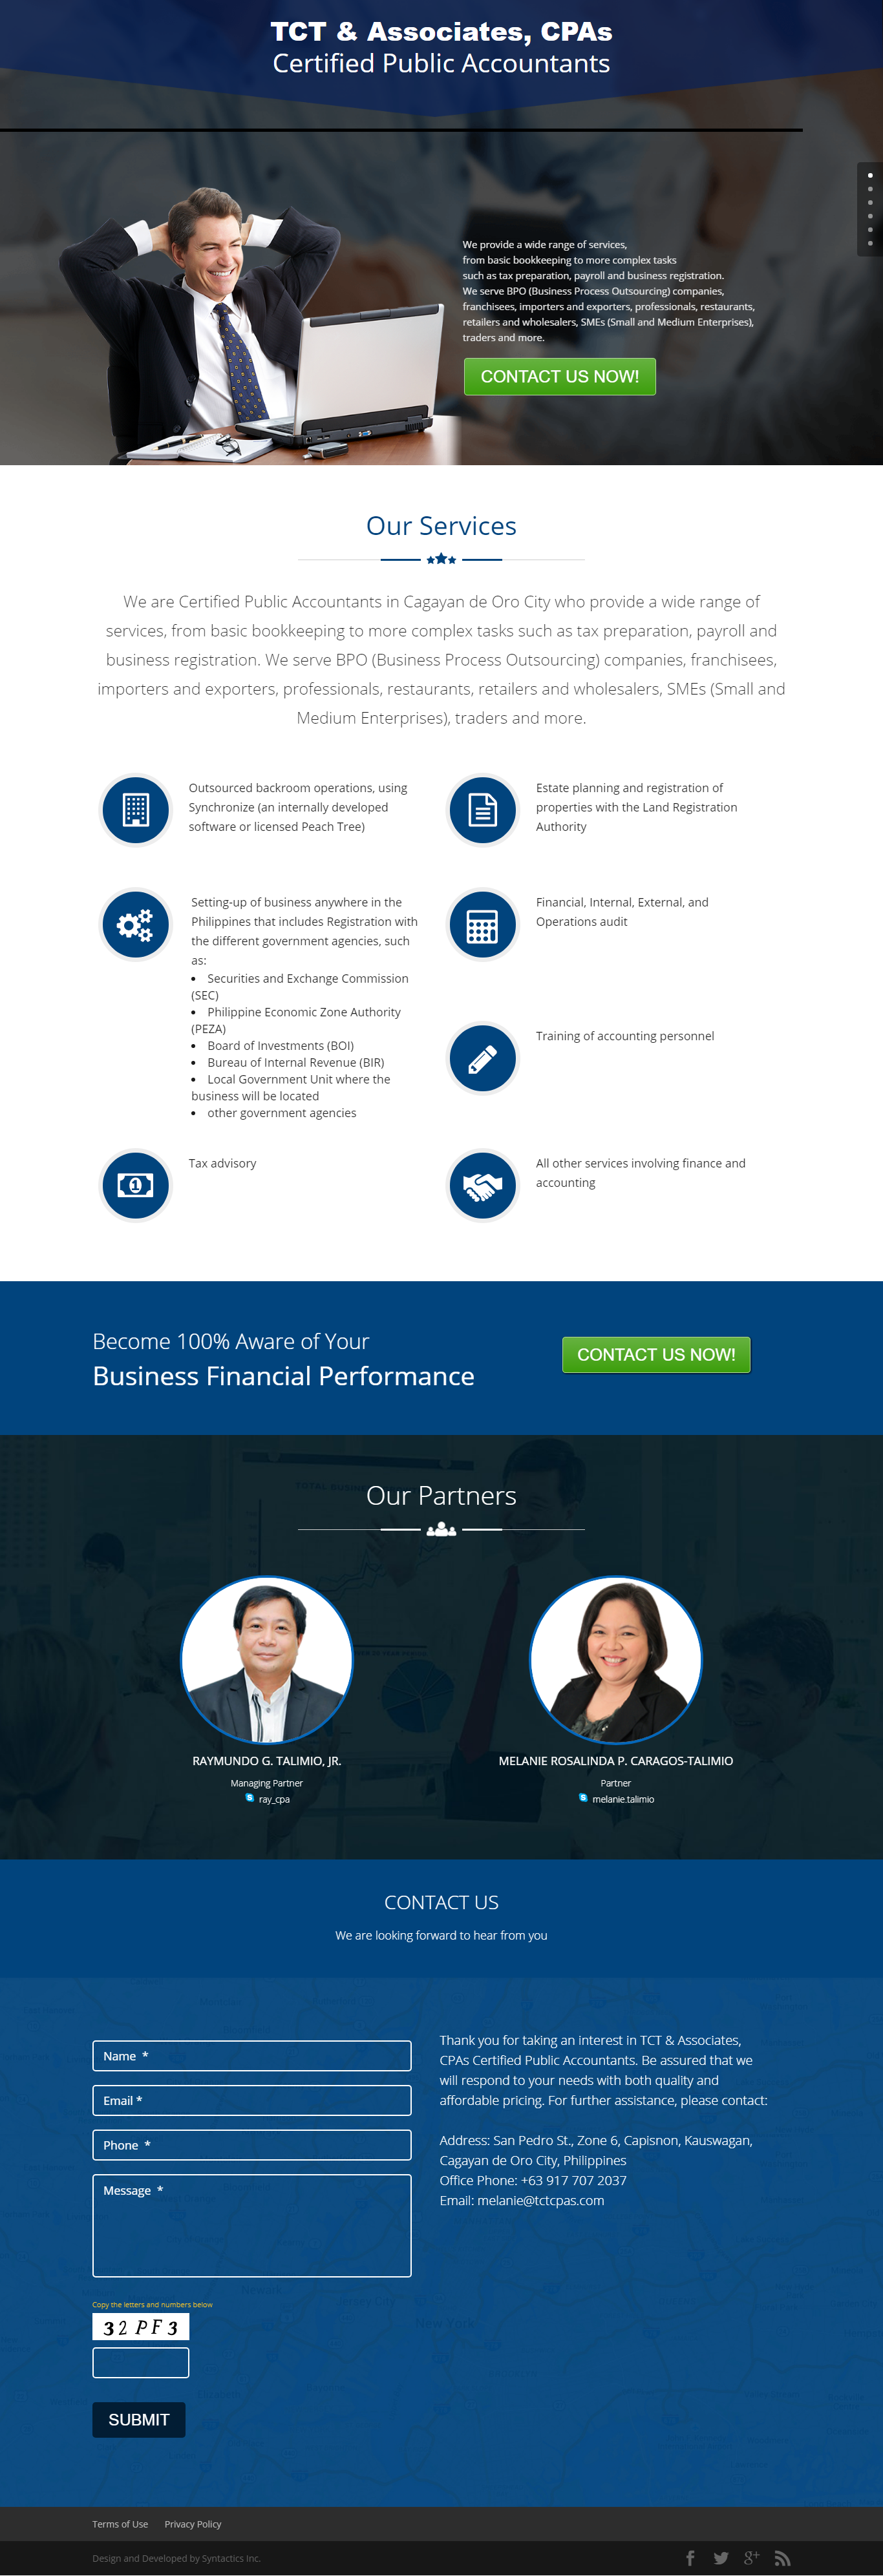 TCT & Associates, CPAs
Certified Public Accountants
We provide a wide range of services,
from basic bookkeeping to more complex tasks
such as tax preparation, payroll and business registration.
We serve BPO (Business Process Outsourcing) companies,
franchisees, importers and exporters, professionals, restaurants,
retailers and wholesalers, SMEs (Small and Medium Enterprises),
traders and more.
CONTACT US NOW!
Our Services
We are Certified Public Accountants in Cagayan de Oro City who provide a wide range of
services, from basic bookkeeping to more complex tasks such as tax preparation, payroll and
business registration. We serve BPO (Business Process Outsourcing) companies, franchisees,
importers and exporters, professionals, restaurants, retailers and wholesalers, SMEs (Small and
Medium Enterprises), traders and more.
Outsourced backroom operations, using
Synchronize (an internally developed
software or licensed Peach Tree)
Estate planning and registration of
properties with the Land Registration
Authority
Setting-up of business anywhere in the
Philippines that includes Registration with
the different government agencies, such
as:
• Securities and Exchange Commission
(SEC)
• Philippine Economic Zone Authority
(PEZA)
• Board of Investments (BOI)
• Bureau of Internal Revenue (BIR)
• Local Government Unit where the
business will be located
• other government agencies
Financial, Internal, External, and
Operations audit
Training of accounting personnel
Tax advisory
All other services involving finance and
accounting
Become 100% Aware of Your
Business Financial Performance
CONTACT US NOW!
Our Partners
RAYMUNDO G. TALIMIO, JR.
Managing Partner
ray_cpa
MELANIE ROSALINDA P. CARAGOS-TALIMIO
Partner
melanie.talimio
CONTACT US
We are looking forward to hear from you
Name *
Email *
Phone *
Message *
Copy the letters and numbers below
32PF3
SUBMIT
Thank you for taking an interest in TCT & Associates,
CPAs Certified Public Accountants. Be assured that we
will respond to your needs with both quality and
affordable pricing. For further assistance, please contact:
Address: San Pedro St., Zone 6, Capisnon, Kauswagan,
Cagayan de Oro City, Philippines
Office Phone: +63 917 707 2037
Email: melanie@tctcpas.com
New York
Terms of Use Privacy Policy
Design and Developed by Syntactics Inc.